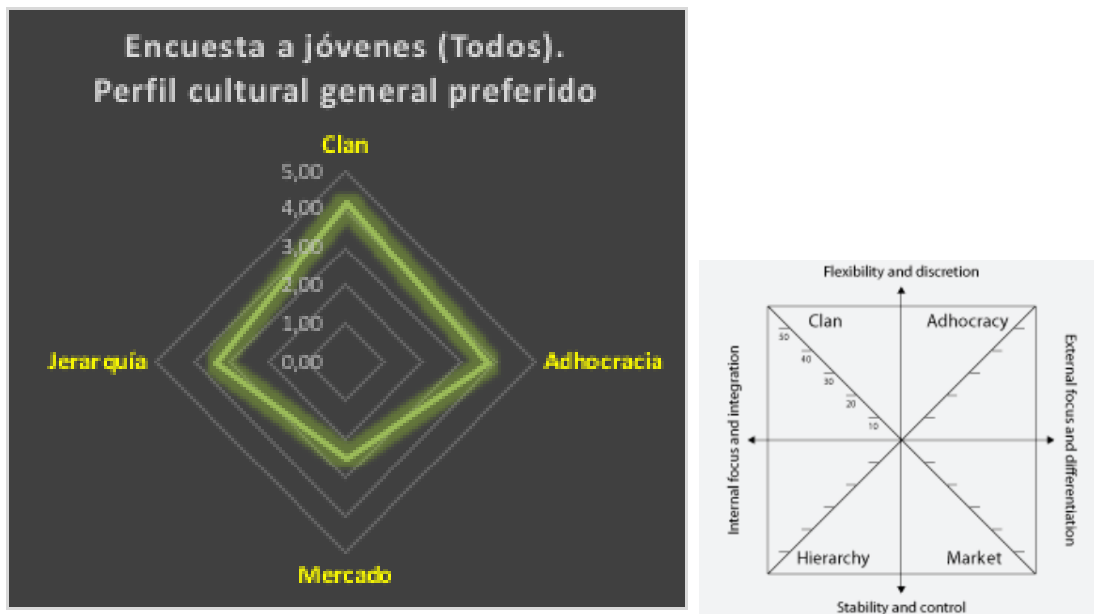 Encuesta a jóvenes (Todos).
Perfil cultural general preferido
Clan
5,00
4,00
3,00
2,00
1,00
0,00
Jerarquía
Adhocracia
Mercado
Flexibility and discretion
Clan
Adhocracy
50
40
30
20
10
Internal focus and integration
External focus and differentiation
Hierarchy
Market
Stability and control